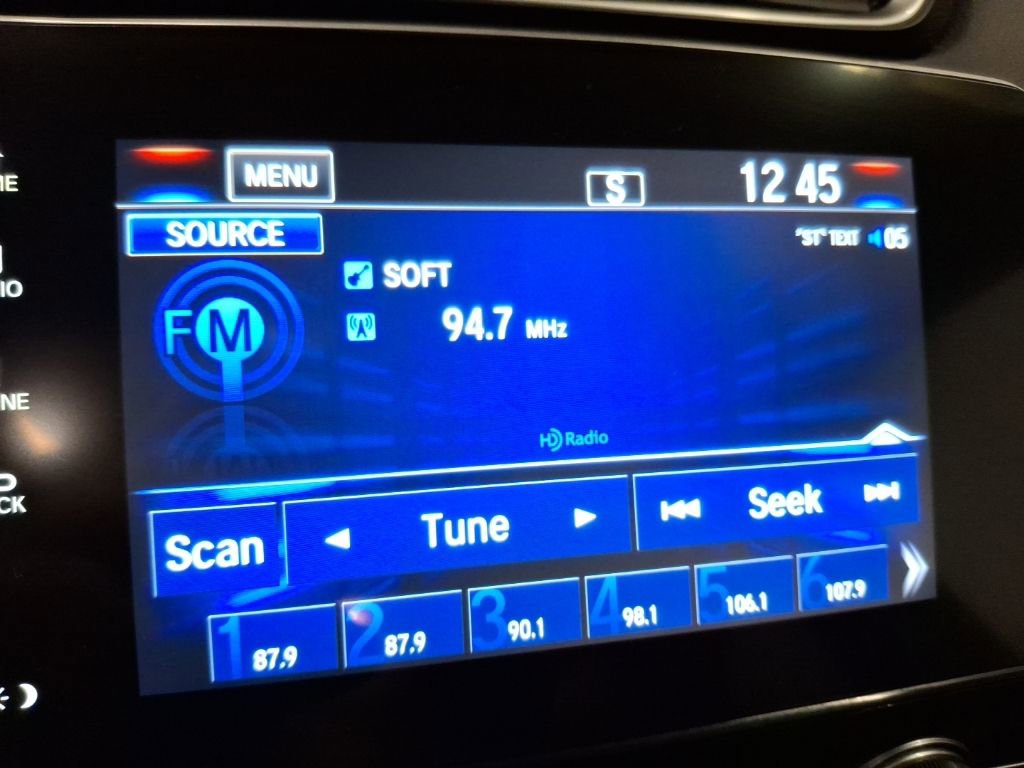 MENU S 12 45
SOURCE "ST" TEXT 05
FM
SOFT
94.7 MHz
HD Radio
Scan Tune Seek
1 87.9 2 87.9 3 90.1 4 98.1 5 106.1 6 107.9